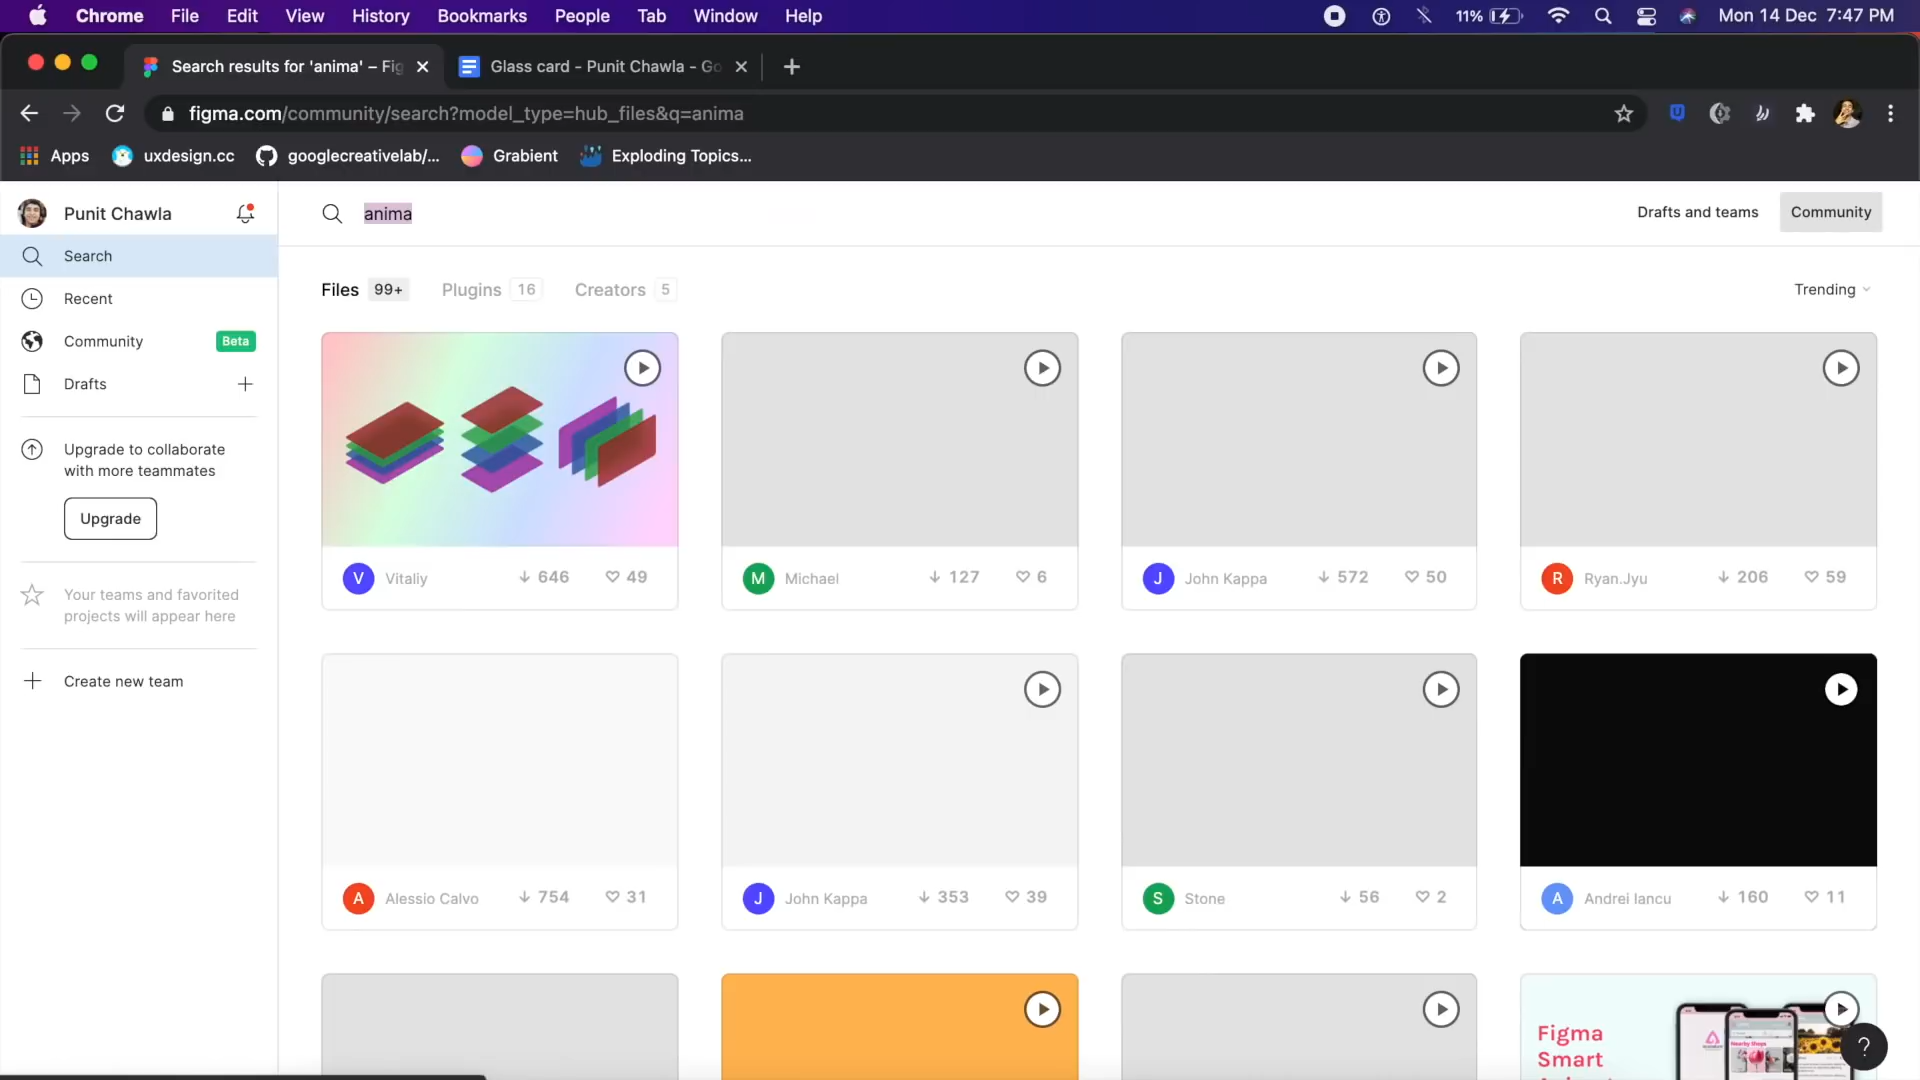 Chrome File Edit View History Bookmarks People Tab Window Help 11% Mon 14 Dec 7:47 PM
Search results for 'anima' – Fig Glass card - Punit Chawla - Go
figma.com/community/search?model_type=hub_files&q=anima
Apps uxdesign.cc googlecreativelab/... Grabient Exploding Topics...
Punit Chawla
anima
Drafts and teams Community
Search
Recent
Community Beta
Drafts
Upgrade to collaborate
with more teammates
Upgrade
Your teams and favorited
projects will appear here
Create new team
Files 99+ Plugins 16 Creators 5 Trending
V Vitaliy 646 49
M Michael 127 6
J John Kappa 572 50
R Ryan.Jyu 206 59
A Alessio Calvo 754 31
J John Kappa 353 39
S Stone 56 2
A Andrei Iancu 160 11
Figma
Smart
?